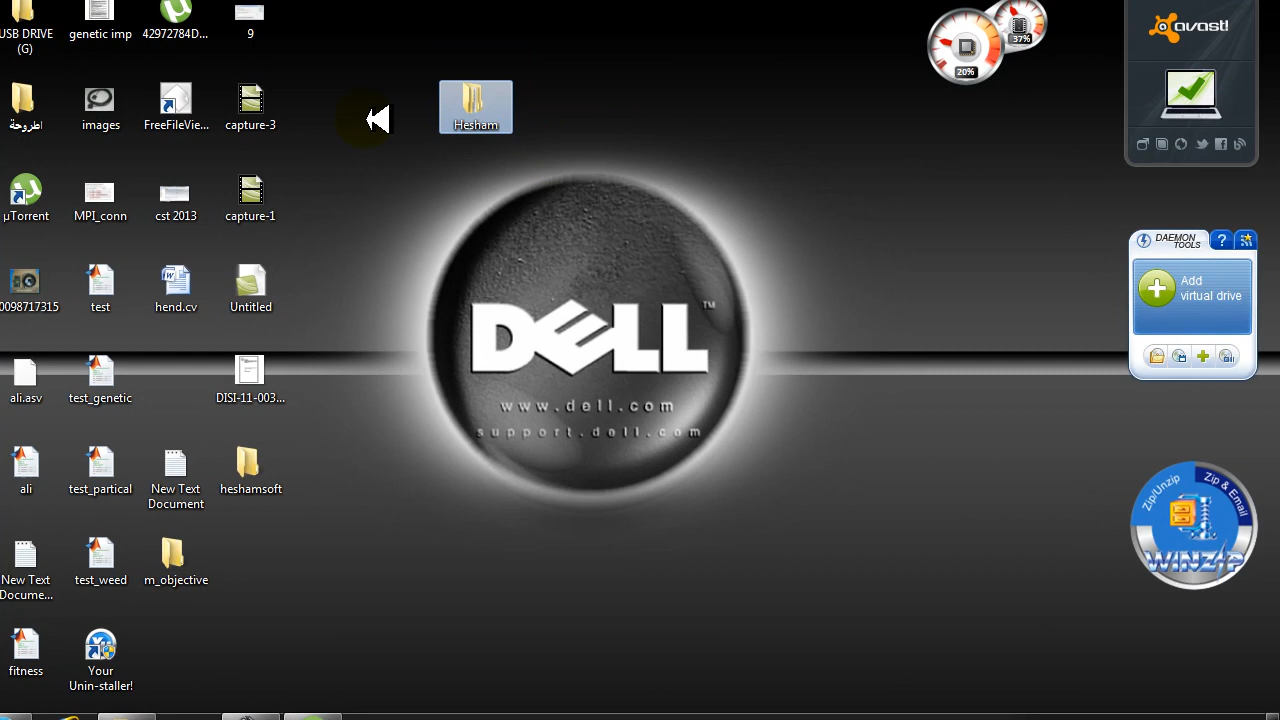 USB DRIVE
(G)
genetic imp
42972784D...
9
اطروحة
images
FreeFileVie...
capture-3
Hesham
µTorrent
MPI_conn
cst 2013
capture-1
0098717315
test
hend.cv
Untitled
ali.asv
test_genetic
DISI-11-003...
ali
test_partical
New Text
Document
heshamsoft
New Text
Docume...
test_weed
m_objective
fitness
Your
Unin-staller!
DELL™
www.dell.com
support.dell.com
20%
37%
avast!
DAEMON
TOOLS
?
Add
virtual drive
Zip/Unzip
Zip & Email
WINZIP